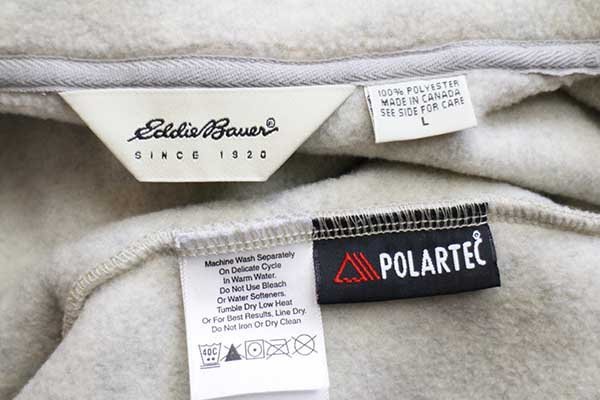 Eddie Bauer®
SINCE 1920
100% POLYESTER
MADE IN CANADA
SEE SIDE FOR CARE
L
Machine Wash Separately
On Delicate Cycle
In Warm Water.
Do Not Use Bleach
Or Water Softeners.
Tumble Dry Low Heat
Or For Best Results, Line Dry.
Do Not Iron Or Dry Clean
40C
POLARTEC®